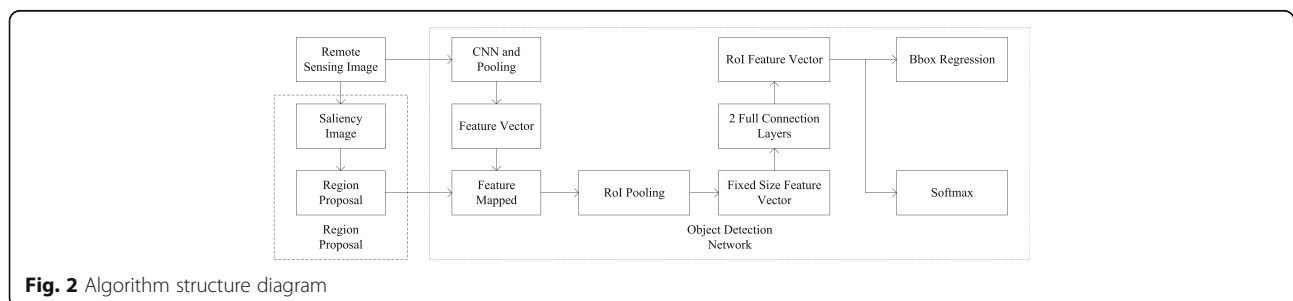 Remote
Sensing Image
CNN and
Pooling
RoI Feature Vector
Bbox Regression
Saliency
Image
Feature Vector
2 Full Connection
Layers
Region
Proposal
Feature
Mapped
RoI Pooling
Fixed Size Feature
Vector
Softmax
Region
Proposal
Object Detection
Network
Fig. 2 Algorithm structure diagram